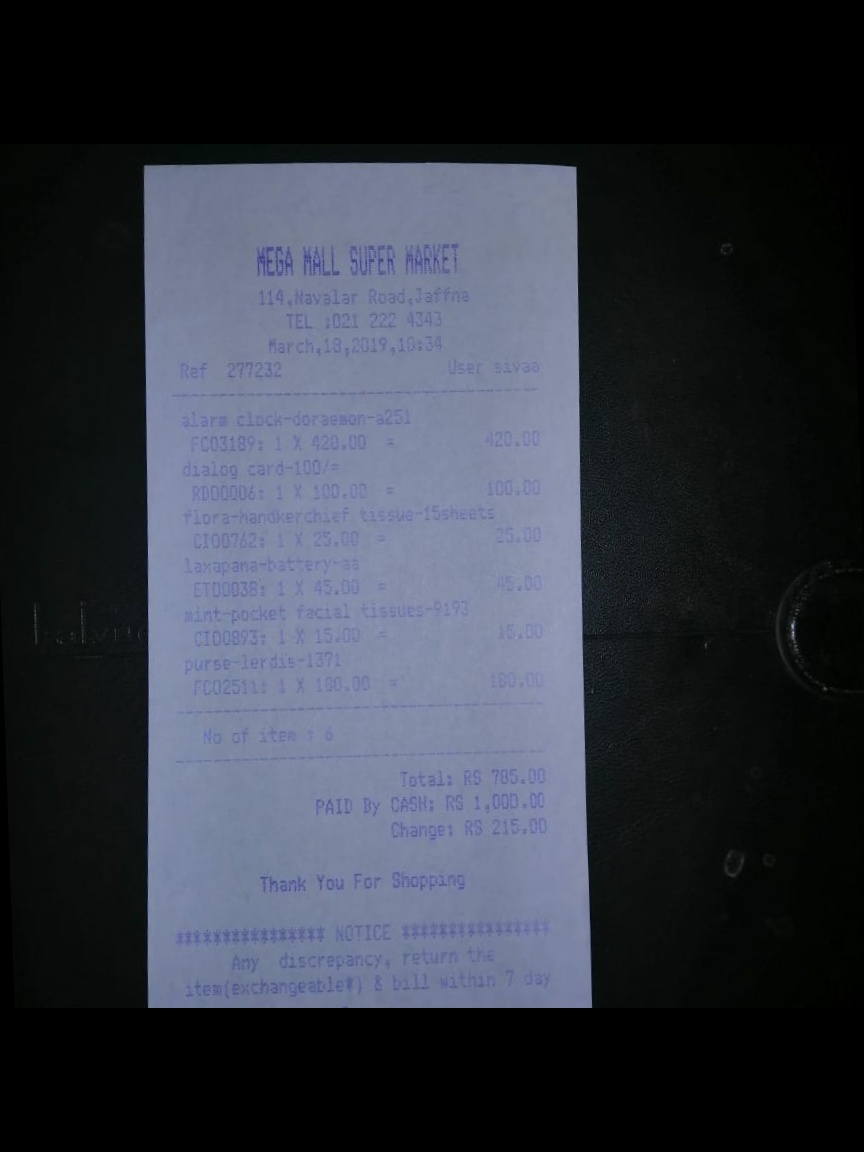 MEGA MALL SUPER MARKET
114,Navalar Road,Jaffna
TEL :021 222 4343
March,18,2019,10:34
Ref 277232 User sivaa
alarm clock-doraemon-a251
FC03189: 1 X 420.00 = 420.00
dialog card-100/=
RD00006: 1 X 100.00 = 100.00
flora-handkerchief tissue-15sheets
CI00762: 1 X 25.00 = 25.00
laxapana-battery-aa
ET00038: 1 X 45.00 = 45.00
mint-pocket facial tissues-9193
CI00893: 1 X 15.00 = 15.00
purse-lerdis-1371
FC02511: 1 X 180.00 = 180.00
No of item : 6
Total: RS 785.00
PAID By CASH: RS 1,000.00
Change: RS 215.00
Thank You For Shopping
**************** NOTICE ****************
Any discrepancy, return the
item(exchangeable*) & bill within 7 day